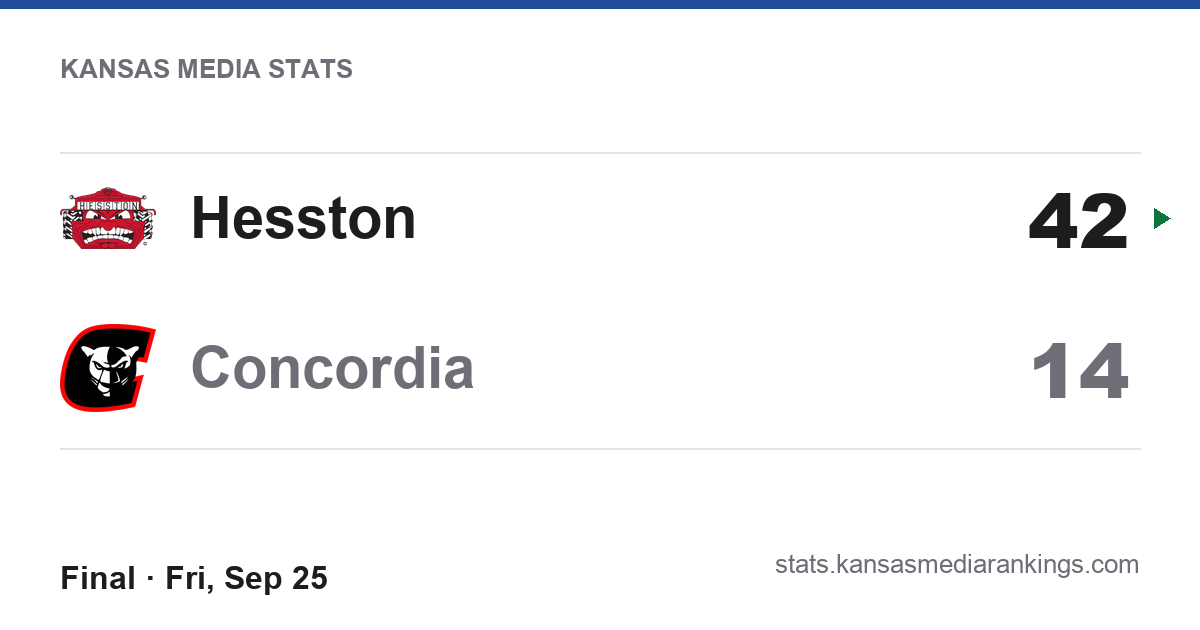 KANSAS MEDIA STATS
HESSTON
Hesston
42
Concordia
14
Final · Fri, Sep 25
stats.kansasmediarankings.com